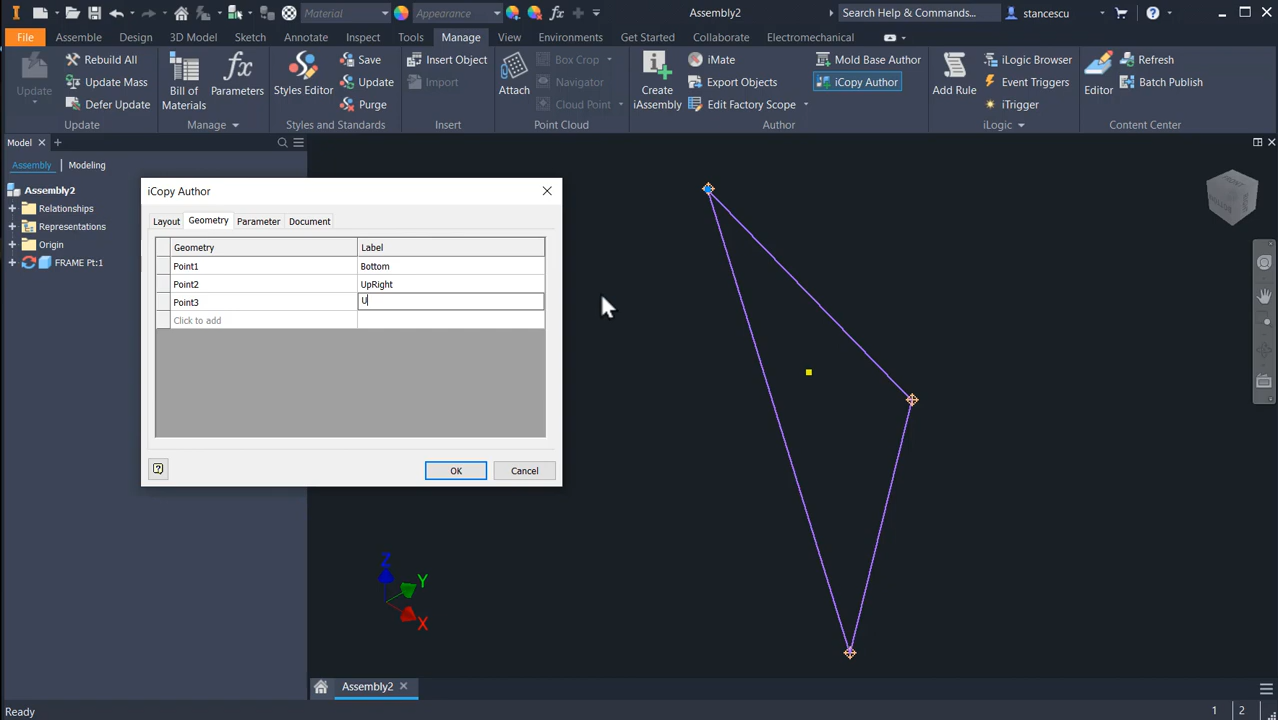 Material
Appearance
Assembly2
Search Help & Commands...
stancescu
File
Assemble
Design
3D Model
Sketch
Annotate
Inspect
Tools
Manage
View
Environments
Get Started
Collaborate
Electromechanical
Update
Rebuild All
Update Mass
Defer Update
Update
Bill of Materials
fx
Parameters
Manage
Styles Editor
Save
Update
Purge
Styles and Standards
Insert Object
Import
Insert
Attach
Box Crop
Navigator
Cloud Point
Point Cloud
Create iAssembly
iMate
Export Objects
Edit Factory Scope
Mold Base Author
iCopy Author
Author
Add Rule
iLogic Browser
Event Triggers
iTrigger
iLogic
Editor
Refresh
Batch Publish
Content Center
Model
Assembly
Modeling
Assembly2
Relationships
Representations
Origin
FRAME Pt:1
iCopy Author
Layout
Geometry
Parameter
Document
Geometry Label
Point1 Bottom
Point2 UpRight
Point3 U
Click to add
OK
Cancel
Z
Y
X
Assembly2
Ready
1 2